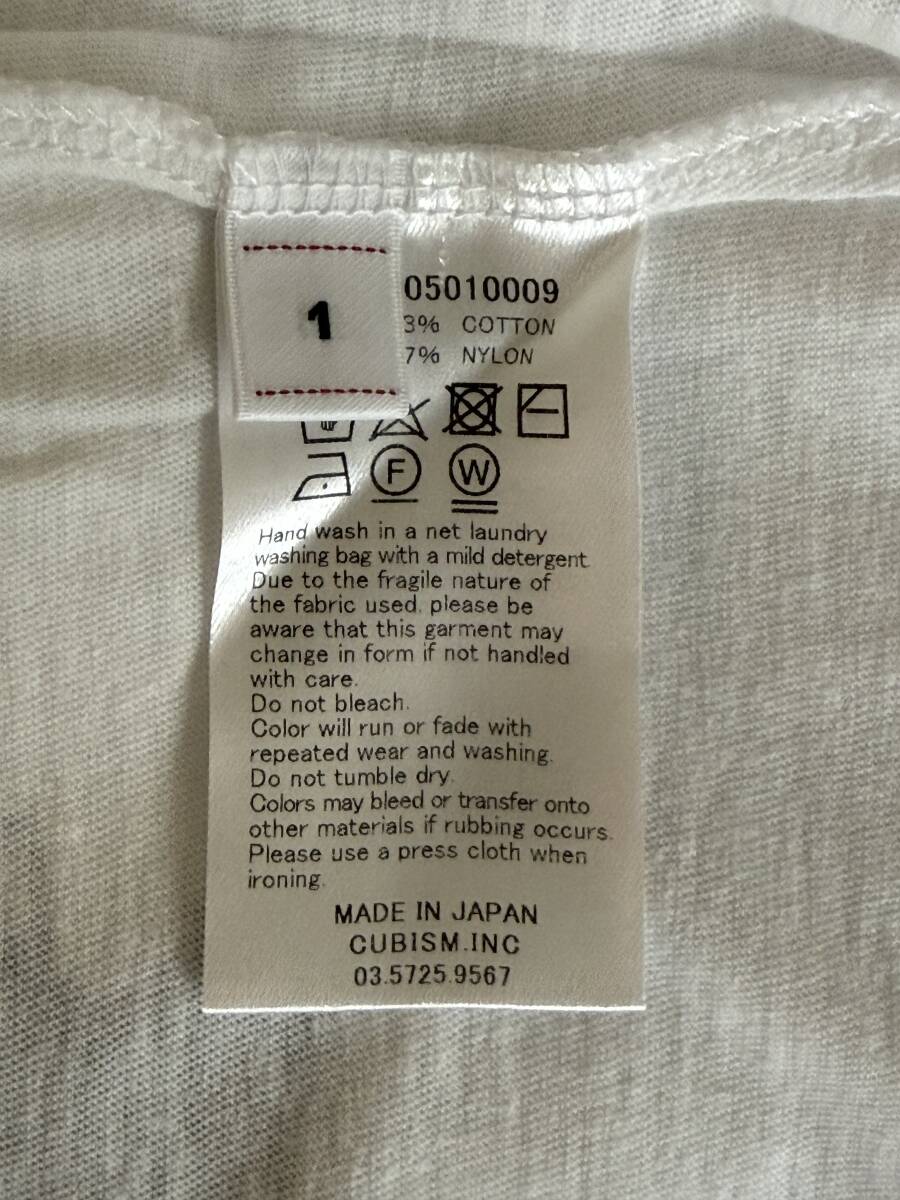 1
05010009
3% COTTON
7% NYLON
F
W
Hand wash in a net laundry
washing bag with a mild detergent.
Due to the fragile nature of
the fabric used, please be
aware that this garment may
change in form if not handled
with care.
Do not bleach.
Color will run or fade with
repeated wear and washing.
Do not tumble dry.
Colors may bleed or transfer onto
other materials if rubbing occurs.
Please use a press cloth when
ironing.
MADE IN JAPAN
CUBISM.INC
03.5725.9567